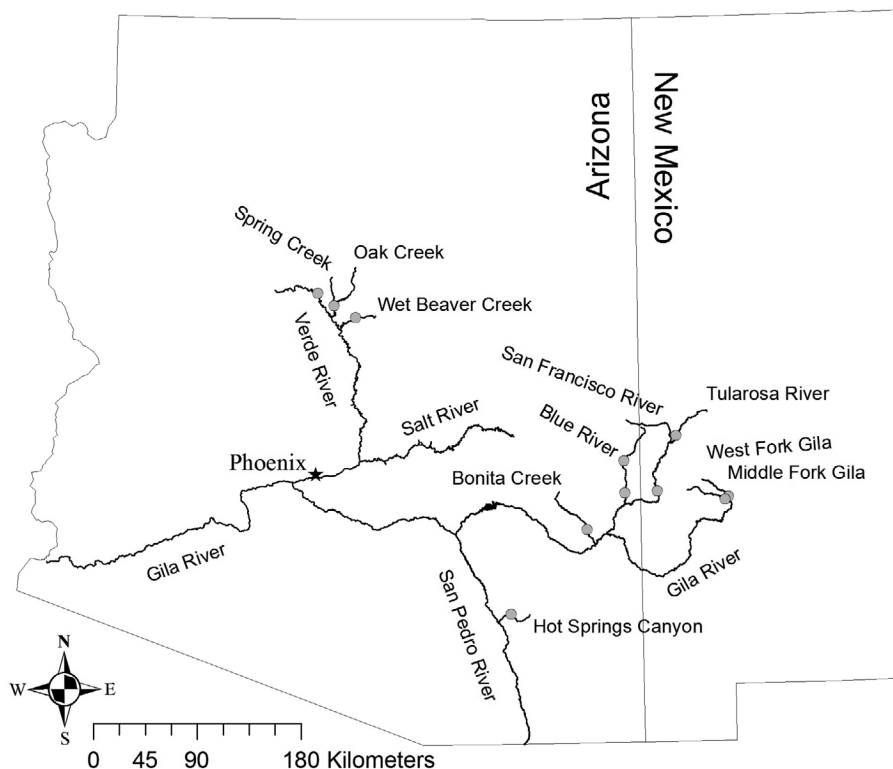 Arizona
New Mexico
Spring Creek
Oak Creek
Wet Beaver Creek
Verde River
San Francisco River
Tularosa River
Salt River
Blue River
West Fork Gila
Phoenix
Bonita Creek
Middle Fork Gila
Gila River
Gila River
San Pedro River
Hot Springs Canyon
N
W E
S
0 45 90 180 Kilometers